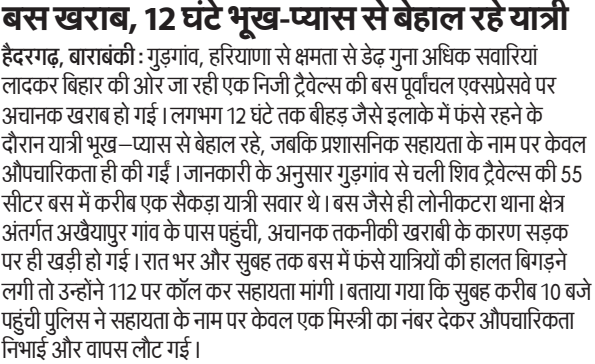 बस खराब, 12 घंटे भूख-प्यास से बेहाल रहे यात्री
हैदरगढ़, बाराबंकी : गुड़गांव, हरियाणा से क्षमता से डेढ़ गुना अधिक सवारियां
लादकर बिहार की ओर जा रही एक निजी ट्रैवेल्स की बस पूर्वांचल एक्सप्रेसवे पर
अचानक खराब हो गई । लगभग 12 घंटे तक बीहड़ जैसे इलाके में फंसे रहने के
दौरान यात्री भूख–प्यास से बेहाल रहे, जबकि प्रशासनिक सहायता के नाम पर केवल
औपचारिकता ही की गईं । जानकारी के अनुसार गुड़गांव से चली शिव ट्रैवेल्स की 55
सीटर बस में करीब एक सैकड़ा यात्री सवार थे । बस जैसे ही लोनीकटरा थाना क्षेत्र
अंतर्गत अखैयापुर गांव के पास पहुंची, अचानक तकनीकी खराबी के कारण सड़क
पर ही खड़ी हो गई । रात भर और सुबह तक बस में फंसे यात्रियों की हालत बिगड़ने
लगी तो उन्होंने 112 पर कॉल कर सहायता मांगी । बताया गया कि सुबह करीब 10 बजे
पहुंची पुलिस ने सहायता के नाम पर केवल एक मिस्त्री का नंबर देकर औपचारिकता
निभाई और वापस लौट गई ।